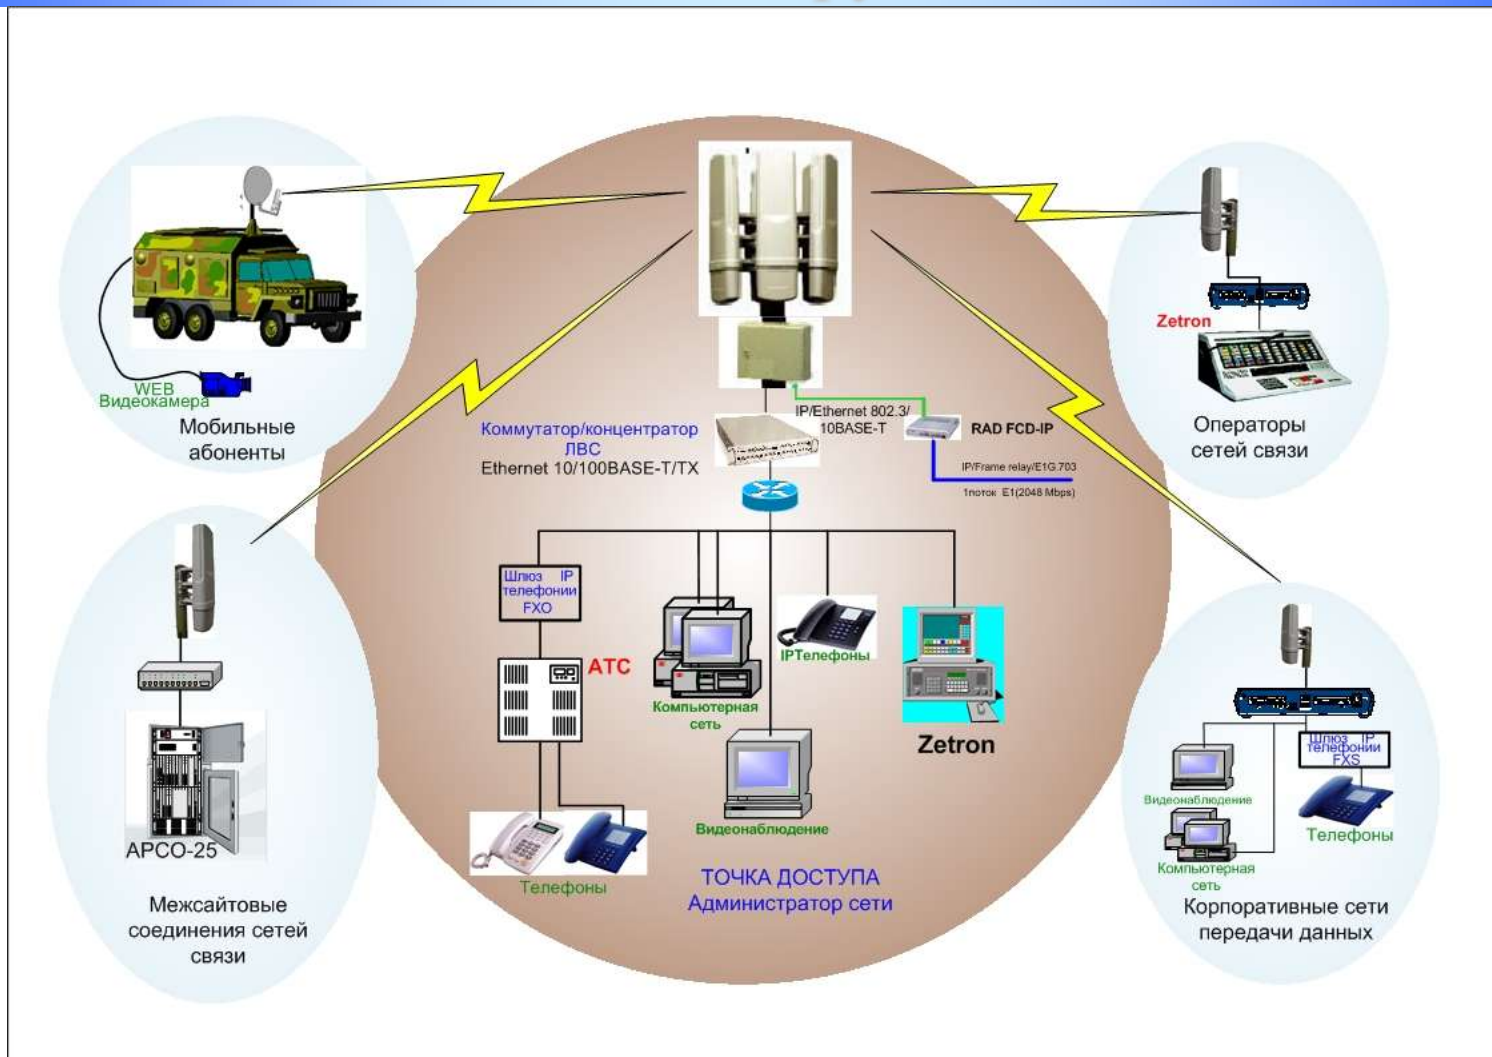 WEB
Видеокамера
Мобильные
абоненты
Zetron
Операторы
сетей связи
Коммутатор/концентратор
ЛВС
Ethernet 10/100BASE-T/TX
IP/Ethernet 802.3/
10BASE-T
RAD FCD-IP
IP/Frame relay/E1G.703
1поток E1(2048 Mbps)
Шлюз IP
телефонии
FXO
АТС
Компьютерная
сеть
IPТелефоны
Zetron
Видеонаблюдение
Телефоны
ТОЧКА ДОСТУПА
Администратор сети
АРСО-25
Межсайтовые
соединения сетей
связи
Шлюз IP
телефонии
FXS
Видеонаблюдение
Телефоны
Компьютерная
сеть
Корпоративные сети
передачи данных